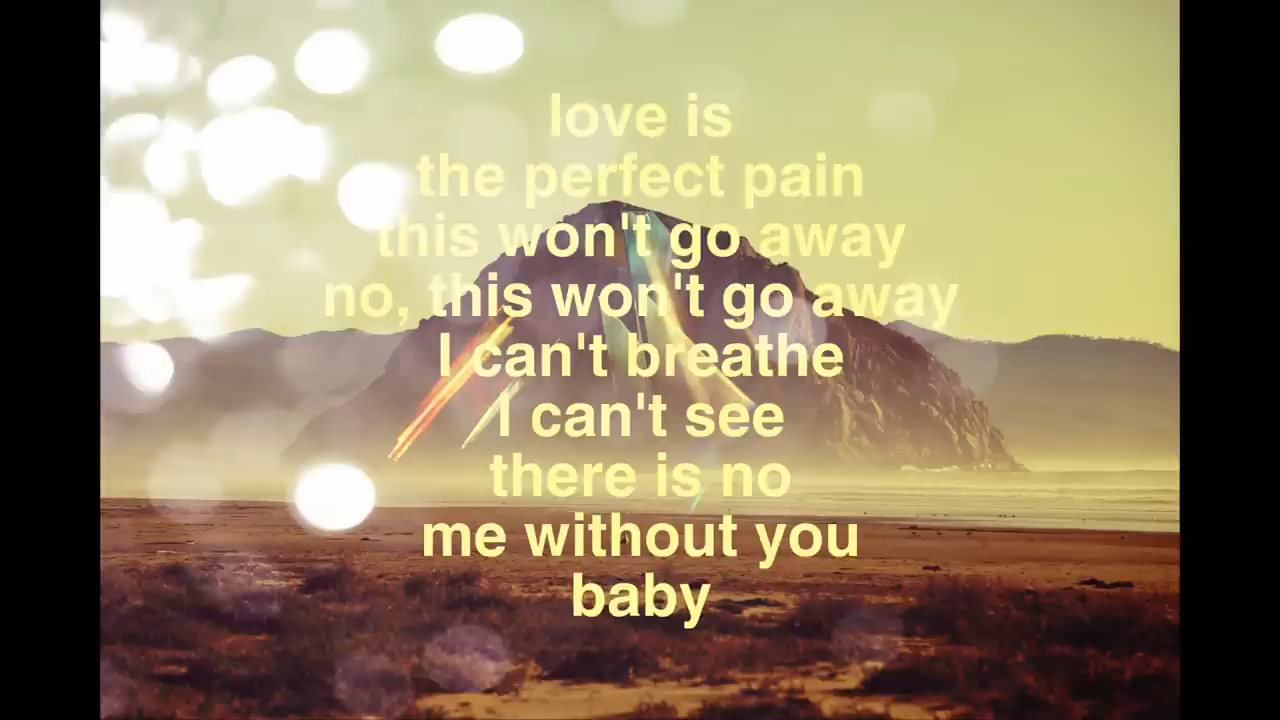 love is
the perfect pain
this won't go away
no, this won't go away
I can't breathe
I can't see
there is no
me without you
baby